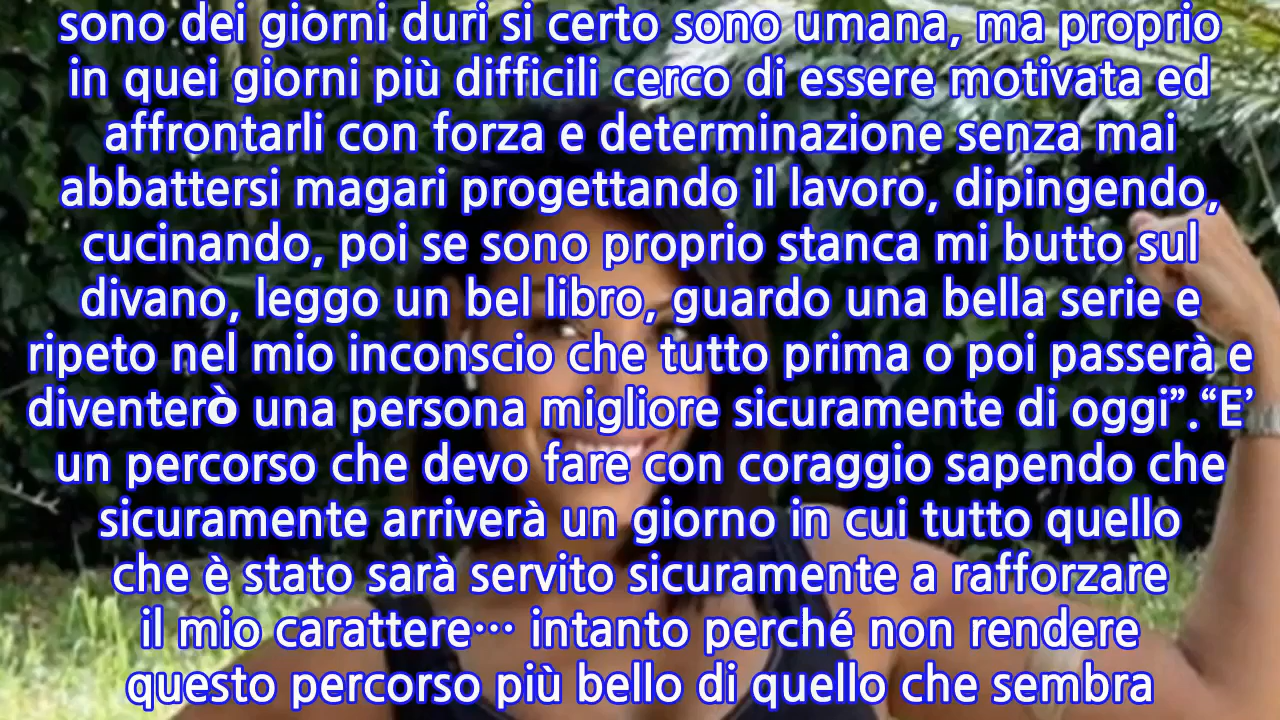 sono dei giorni duri si certo sono umana, ma proprio
in quei giorni più difficili cerco di essere motivata ed
affrontarli con forza e determinazione senza mai
abbattersi magari progettando il lavoro, dipingendo,
cucinando, poi se sono proprio stanca mi butto sul
divano, leggo un bel libro, guardo una bella serie e
ripeto nel mio inconscio che tutto prima o poi passerà e
diventerò una persona migliore sicuramente di oggi”.“E’
un percorso che devo fare con coraggio sapendo che
sicuramente arriverà un giorno in cui tutto quello
che è stato sarà servito sicuramente a rafforzare
il mio carattere… intanto perché non rendere
questo percorso più bello di quello che sembra